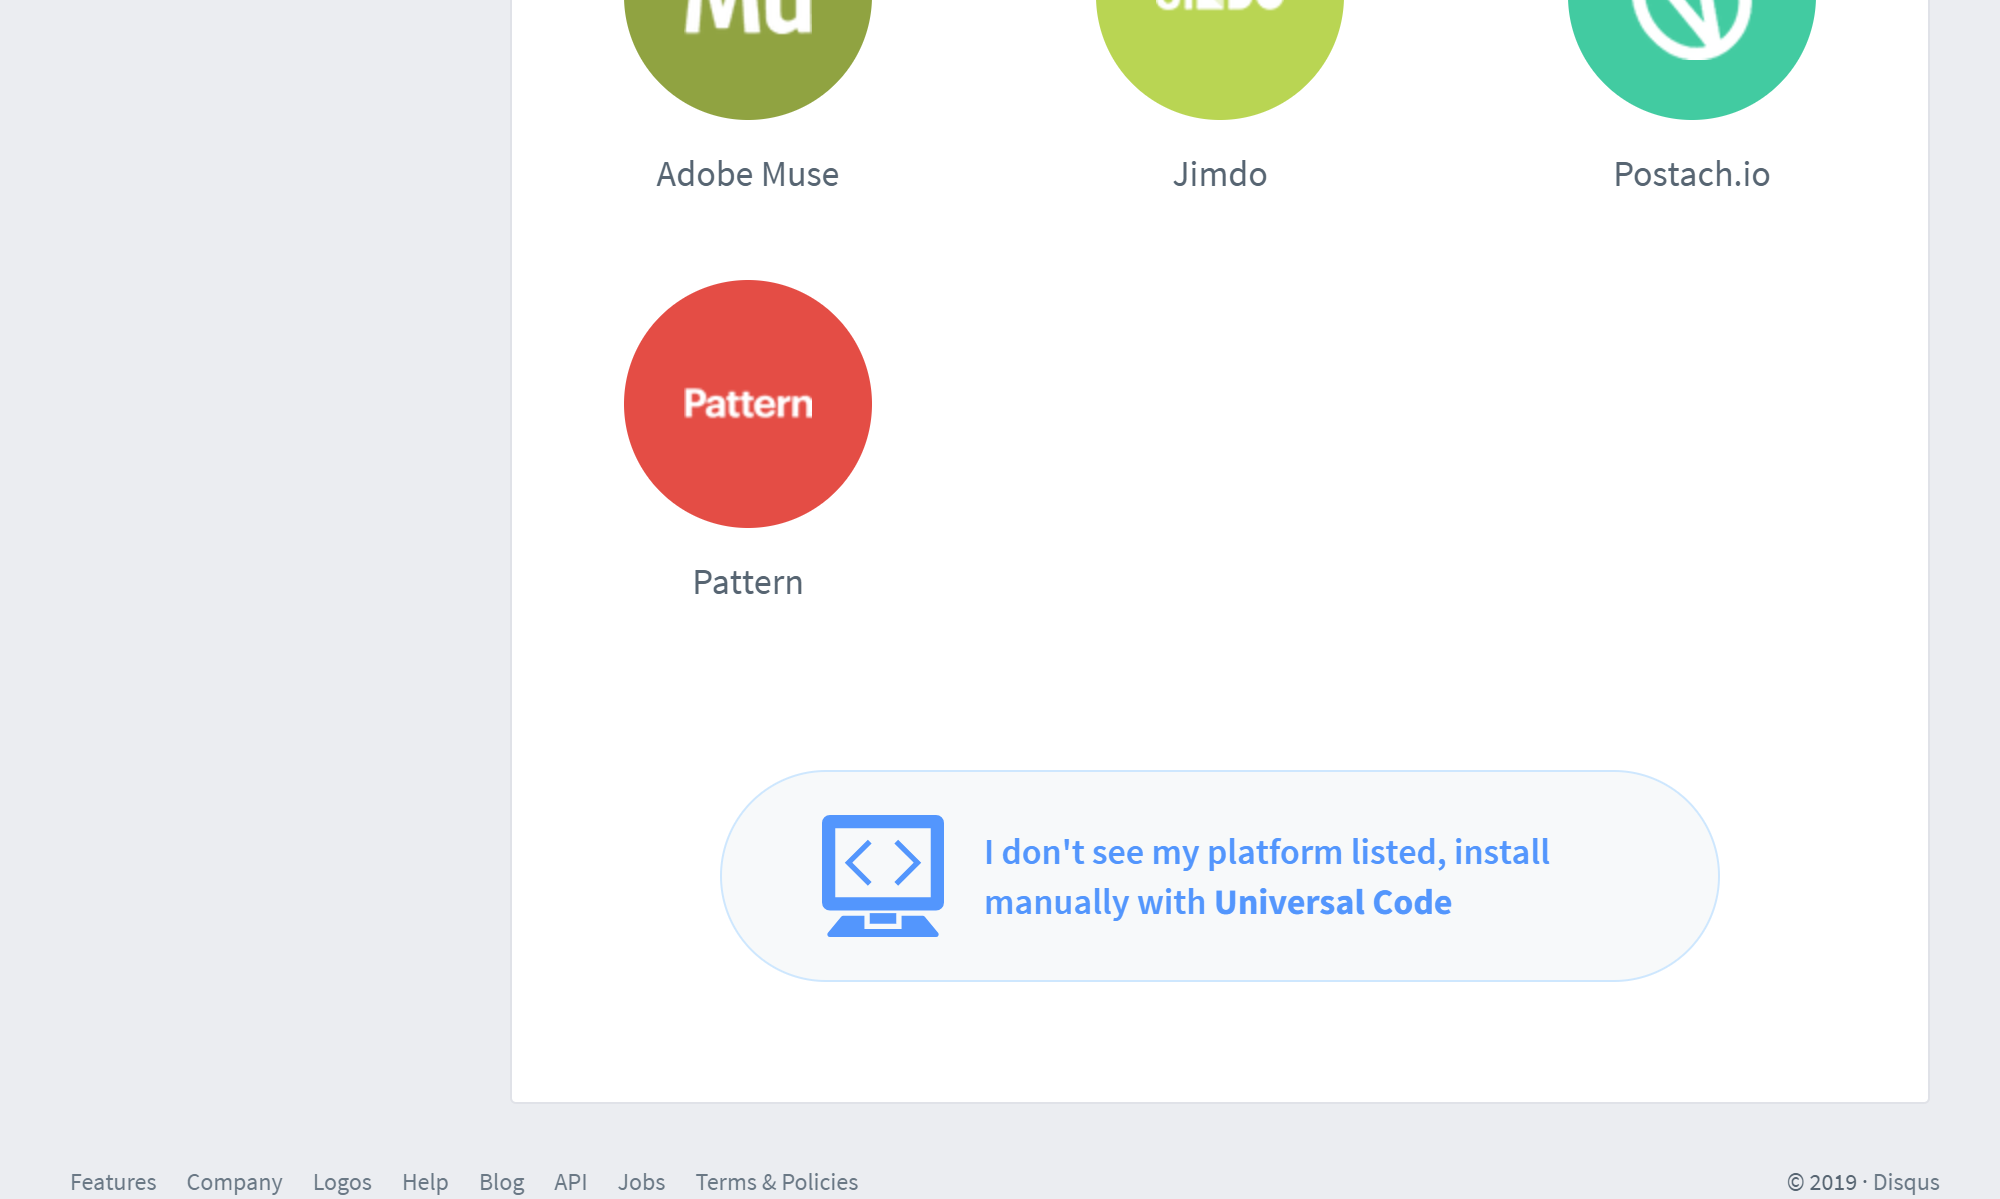 Mu
Adobe Muse
Jimdo
Postach.io
Pattern
Pattern
I don't see my platform listed, install
manually with Universal Code
Features Company Logos Help Blog API Jobs Terms & Policies
© 2019 · Disqus